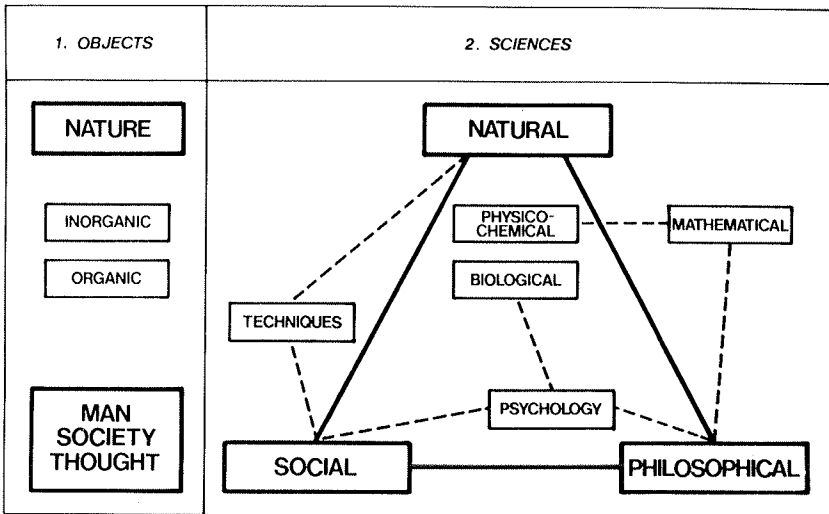 1. OBJECTS
2. SCIENCES
NATURE
NATURAL
INORGANIC
PHYSICO-
CHEMICAL
MATHEMATICAL
ORGANIC
BIOLOGICAL
TECHNIQUES
MAN
SOCIETY
THOUGHT
PSYCHOLOGY
SOCIAL
PHILOSOPHICAL